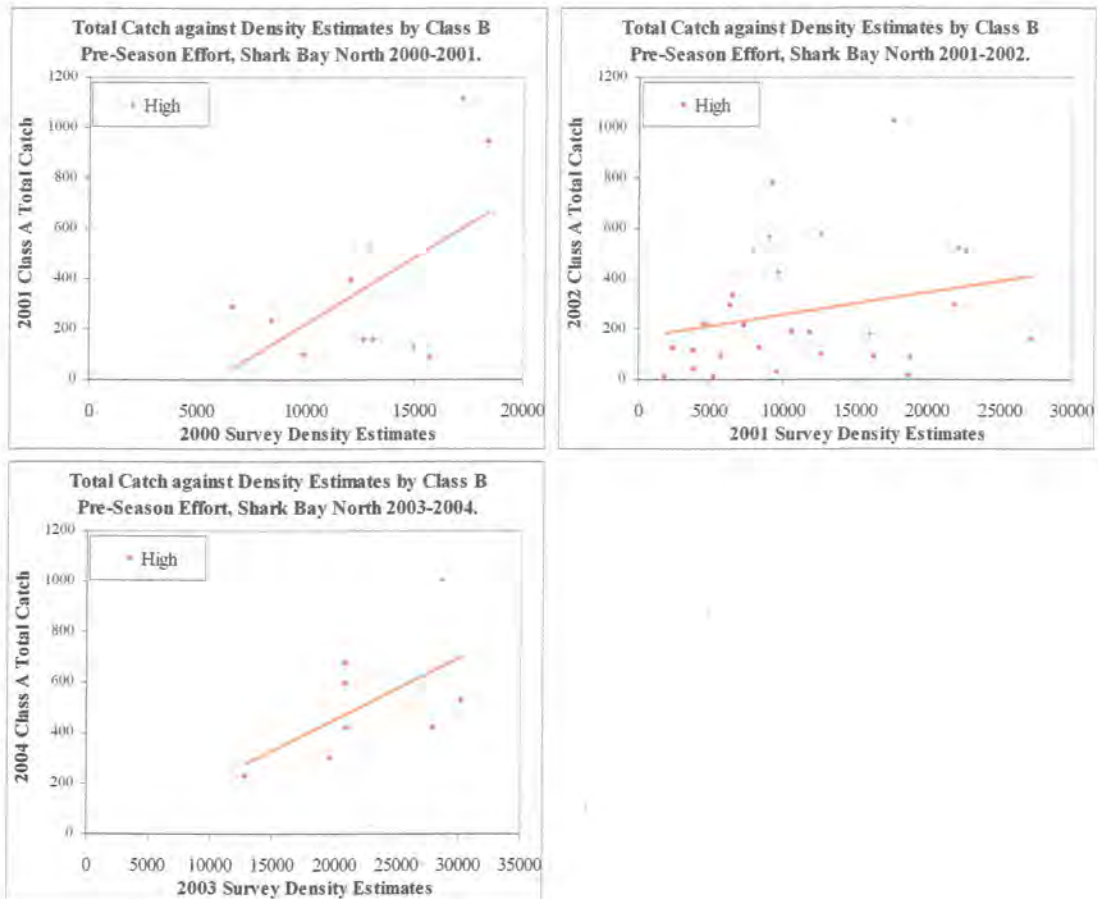 Total Catch against Density Estimates by Class B
Pre-Season Effort, Shark Bay North 2000-2001.
1200
1000
800
600
400
200
0
High
2001 Class A Total Catch
0 5000 10000 15000 20000
2000 Survey Density Estimates
Total Catch against Density Estimates by Class B
Pre-Season Effort, Shark Bay North 2001-2002.
1200
1000
800
600
400
200
0
High
2002 Class A Total Catch
0 5000 10000 15000 20000 25000 30000
2001 Survey Density Estimates
Total Catch against Density Estimates by Class B
Pre-Season Effort, Shark Bay North 2003-2004.
1200
1000
800
600
400
200
0
High
2004 Class A Total Catch
0 5000 10000 15000 20000 25000 30000 35000
2003 Survey Density Estimates